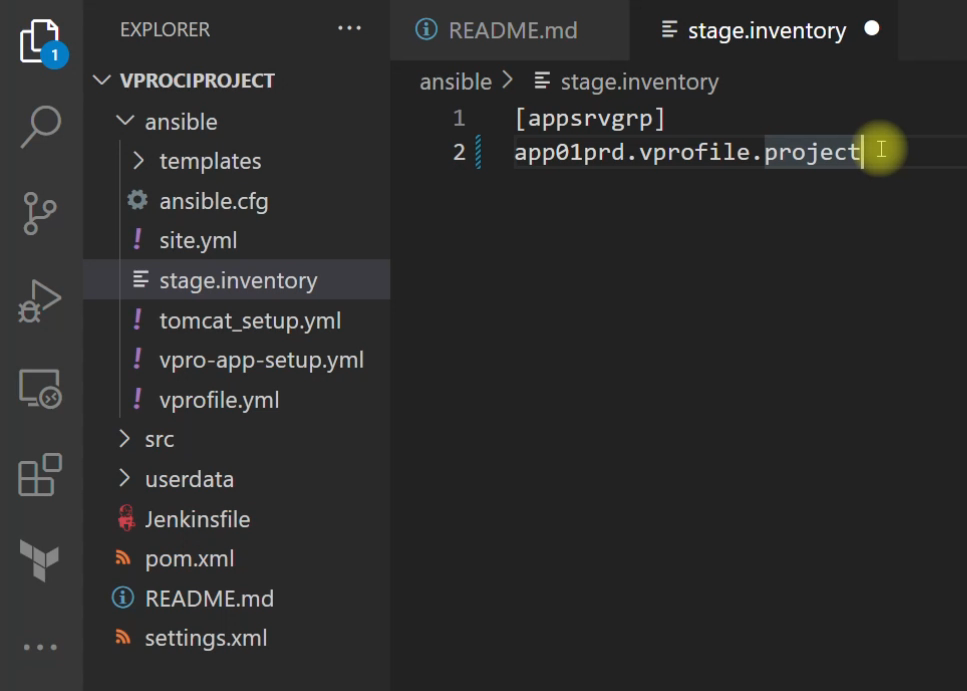 EXPLORER ···
1
VPROCIPROJECT
ansible
templates
ansible.cfg
! site.yml
stage.inventory
! tomcat_setup.yml
! vpro-app-setup.yml
! vprofile.yml
src
userdata
Jenkinsfile
pom.xml
README.md
settings.xml
README.md
stage.inventory
ansible > stage.inventory
1 [appsrvgrp]
2 app01prd.vprofile.project